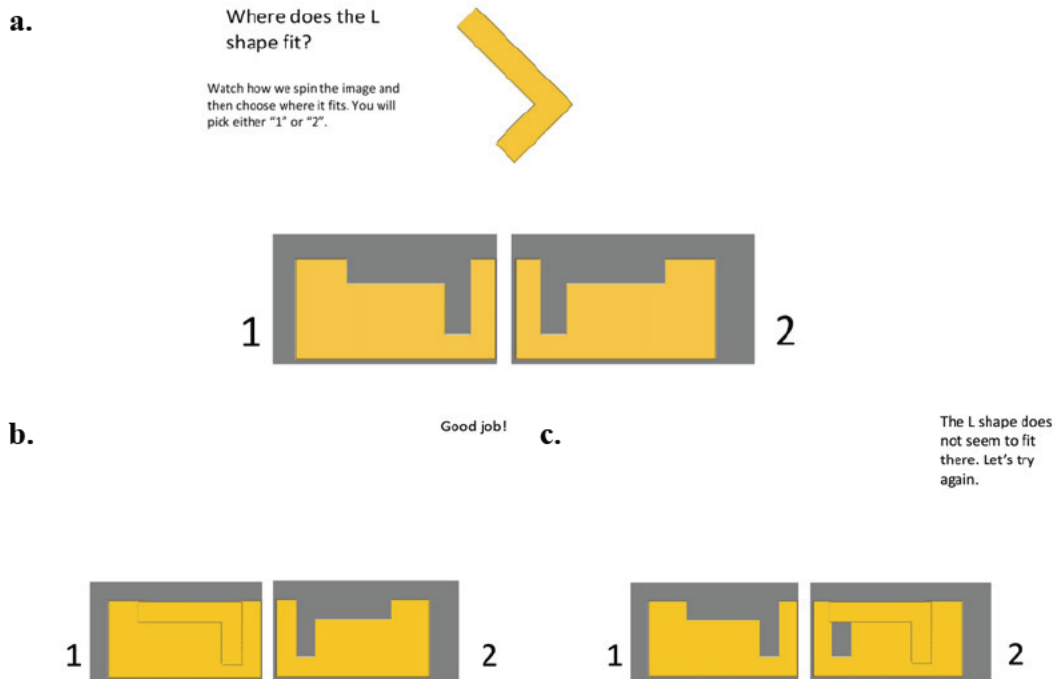 a.
Where does the L
shape fit?
Watch how we spin the image and
then choose where it fits. You will
pick either “1” or “2”.
1
2
b.
Good job!
1
2
c.
The L shape does
not seem to fit
there. Let’s try
again.
1
2